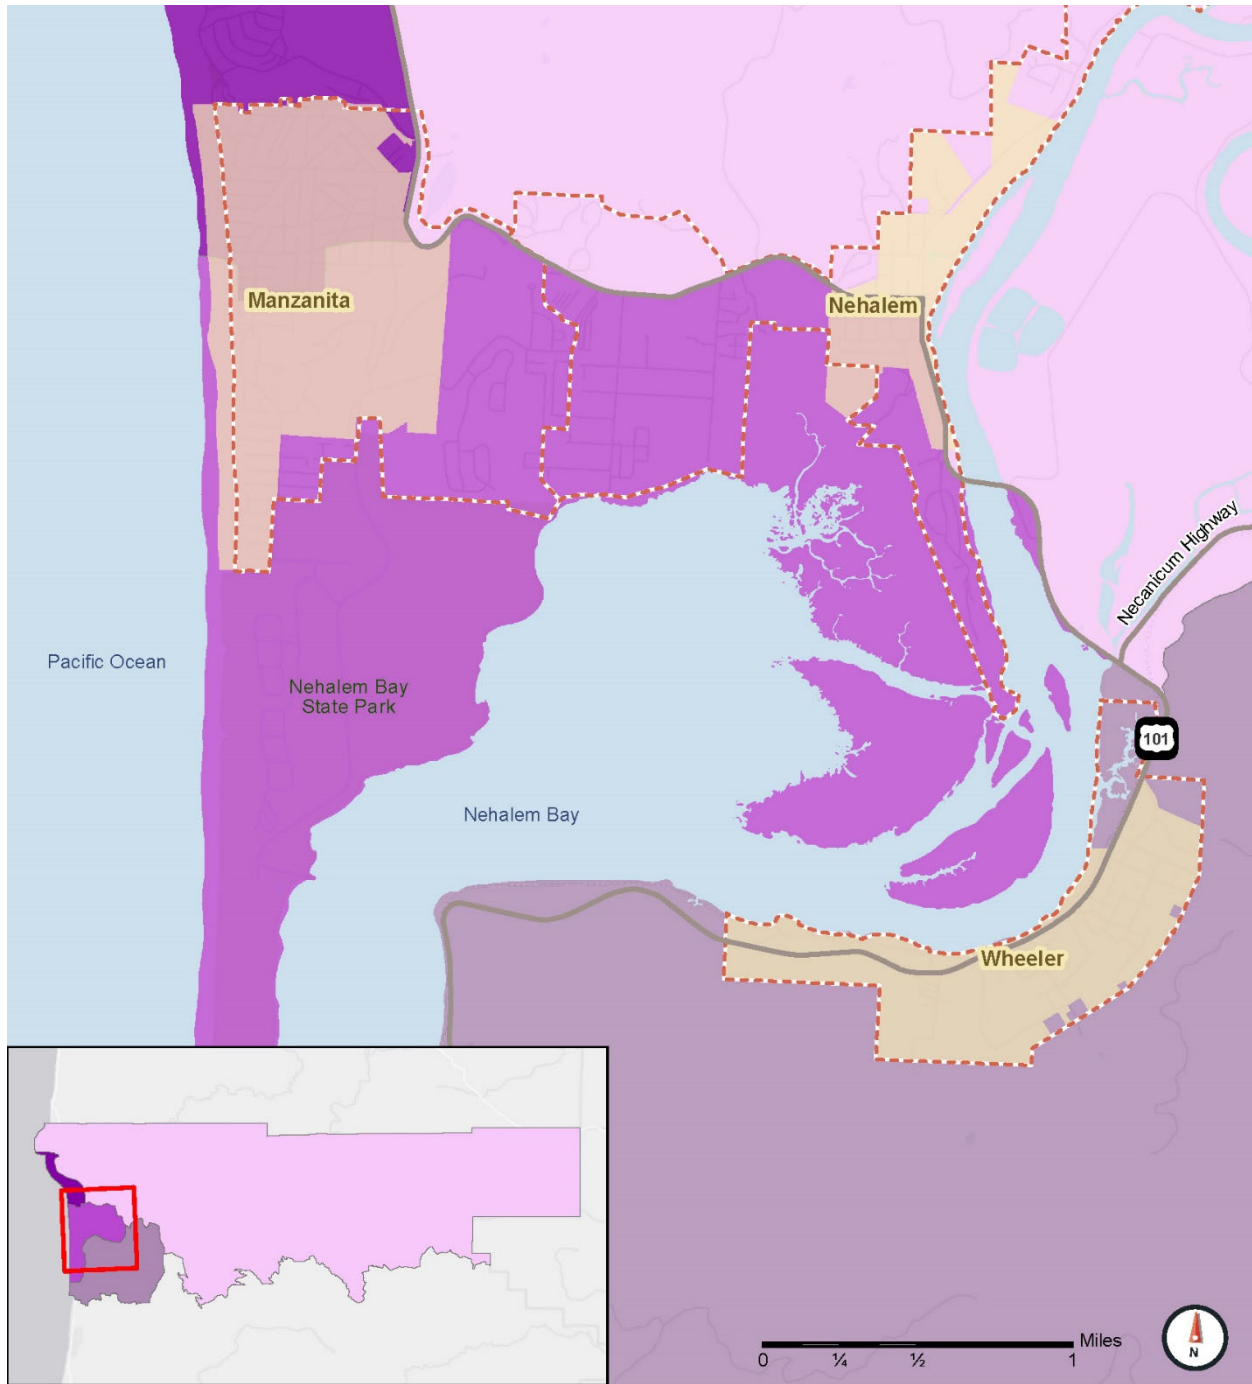 Manzanita
Nehalem
Necanicum Highway
Pacific Ocean
Nehalem Bay
State Park
101
Nehalem Bay
Wheeler
Miles
0 ¼ ½ 1
N